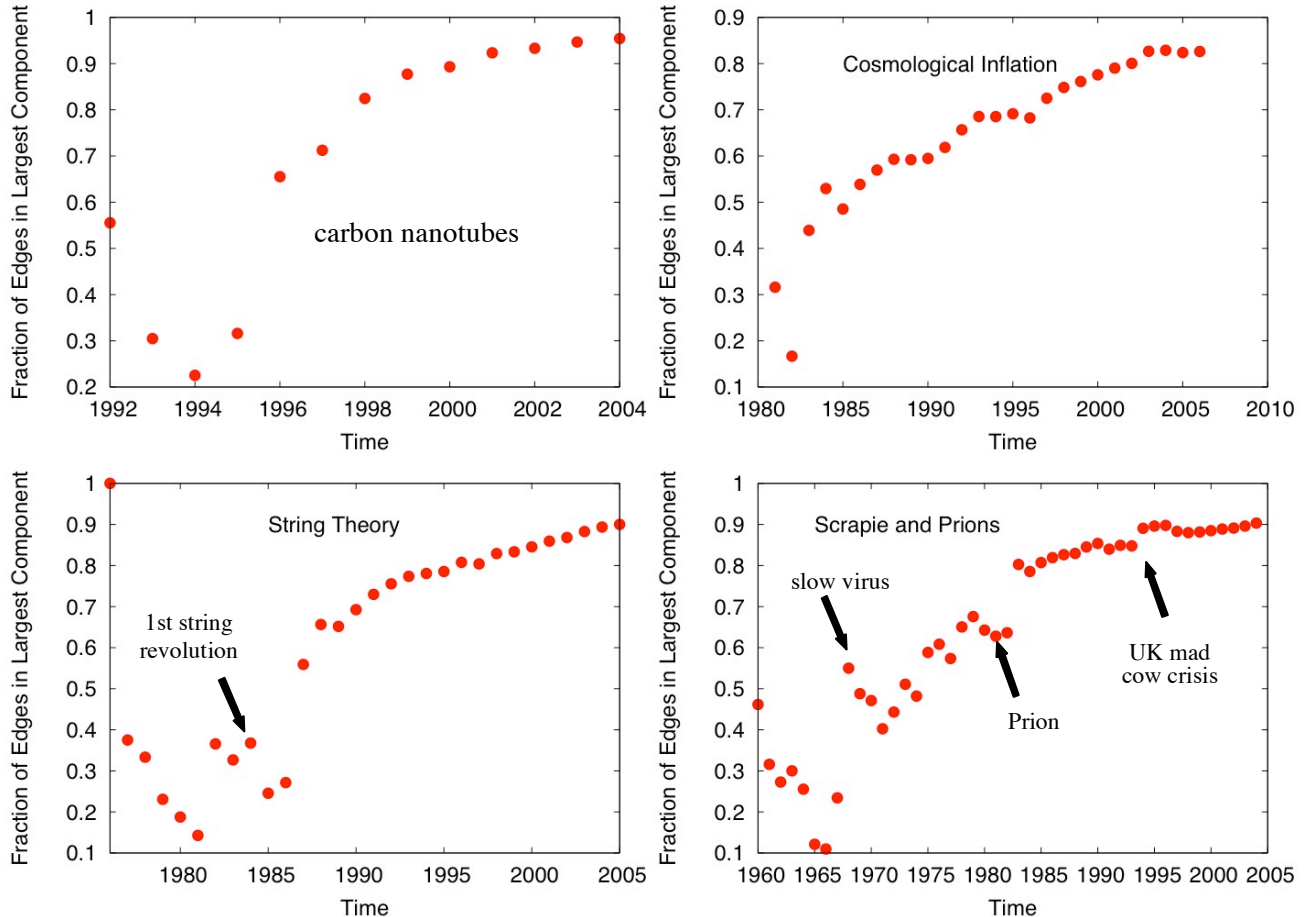 Fraction of Edges in Largest Component
1
0.9
0.8
0.7
0.6
0.5
0.4
0.3
0.2
carbon nanotubes
1992 1994 1996 1998 2000 2002 2004
Time
Fraction of Edges in Largest Component
0.9
0.8
0.7
0.6
0.5
0.4
0.3
0.2
0.1
Cosmological Inflation
1980 1985 1990 1995 2000 2005 2010
Time
Fraction of Edges in Largest Component
1
0.9
0.8
0.7
0.6
0.5
0.4
0.3
0.2
0.1
String Theory
1st string
revolution
1980 1985 1990 1995 2000 2005
Time
Fraction of Edges in Largest Component
1
0.9
0.8
0.7
0.6
0.5
0.4
0.3
0.2
0.1
Scrapie and Prions
slow virus
UK mad
cow crisis
Prion
1960 1965 1970 1975 1980 1985 1990 1995 2000 2005
Time